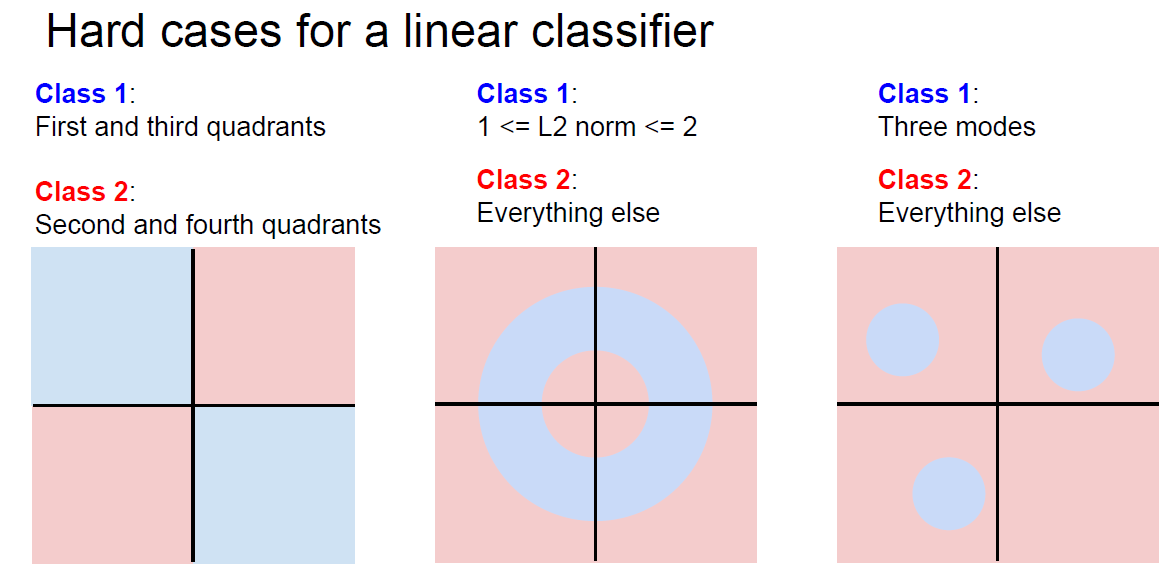 Hard cases for a linear classifier
Class 1:
First and third quadrants
Class 2:
Second and fourth quadrants
Class 1:
1 <= L2 norm <= 2
Class 2:
Everything else
Class 1:
Three modes
Class 2:
Everything else